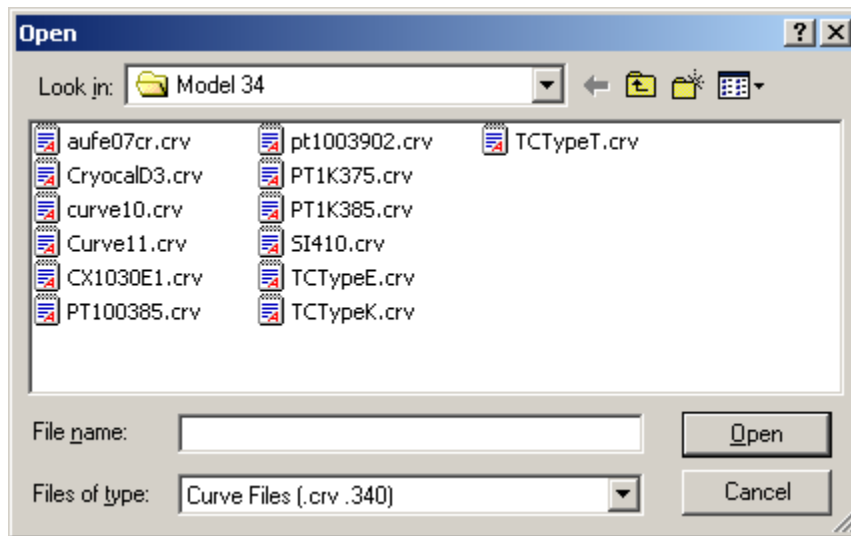 Open
Look in: Model 34
aufe07cr.crv pt1003902.crv TCTypeT.crv
CryocalD3.crv PT1K375.crv
curve10.crv PT1K385.crv
Curve11.crv SI410.crv
CX1030E1.crv TCTypeE.crv
PT100385.crv TCTypeK.crv
File name: Open
Files of type: Curve Files (.crv .340) Cancel